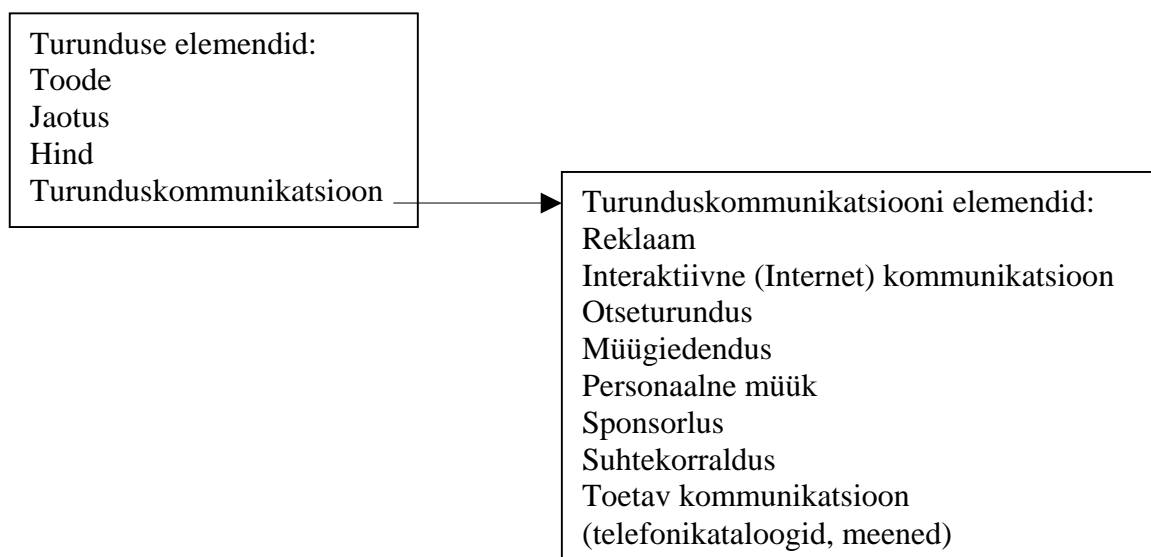 Turunduse elemendid:
Toode
Jaotus
Hind
Turunduskommunikatsioon
Turunduskommunikatsiooni elemendid:
Reklaam
Interaktiivne (Internet) kommunikatsioon
Otseturundus
Müügiedendus
Personaalne müük
Sponsorlus
Suhtekorraldus
Toetav kommunikatsioon
(telefonikataloogid, meened)